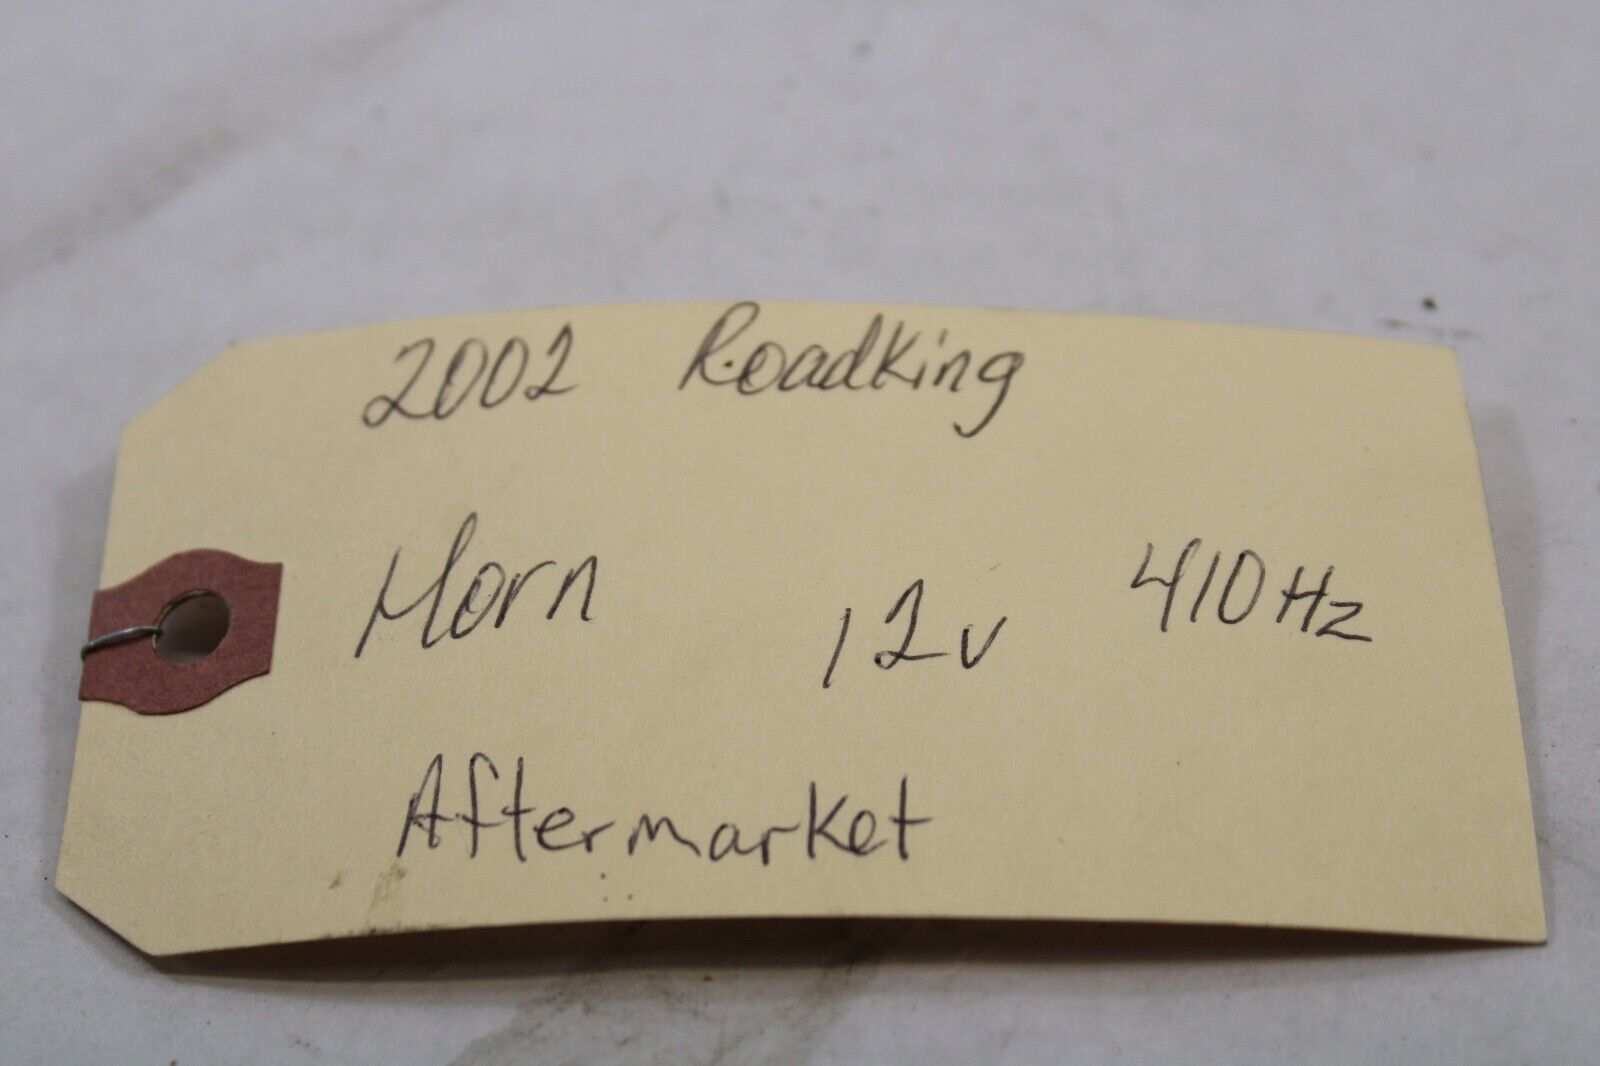 2002 Roadking
Horn 12v 410Hz
Aftermarket